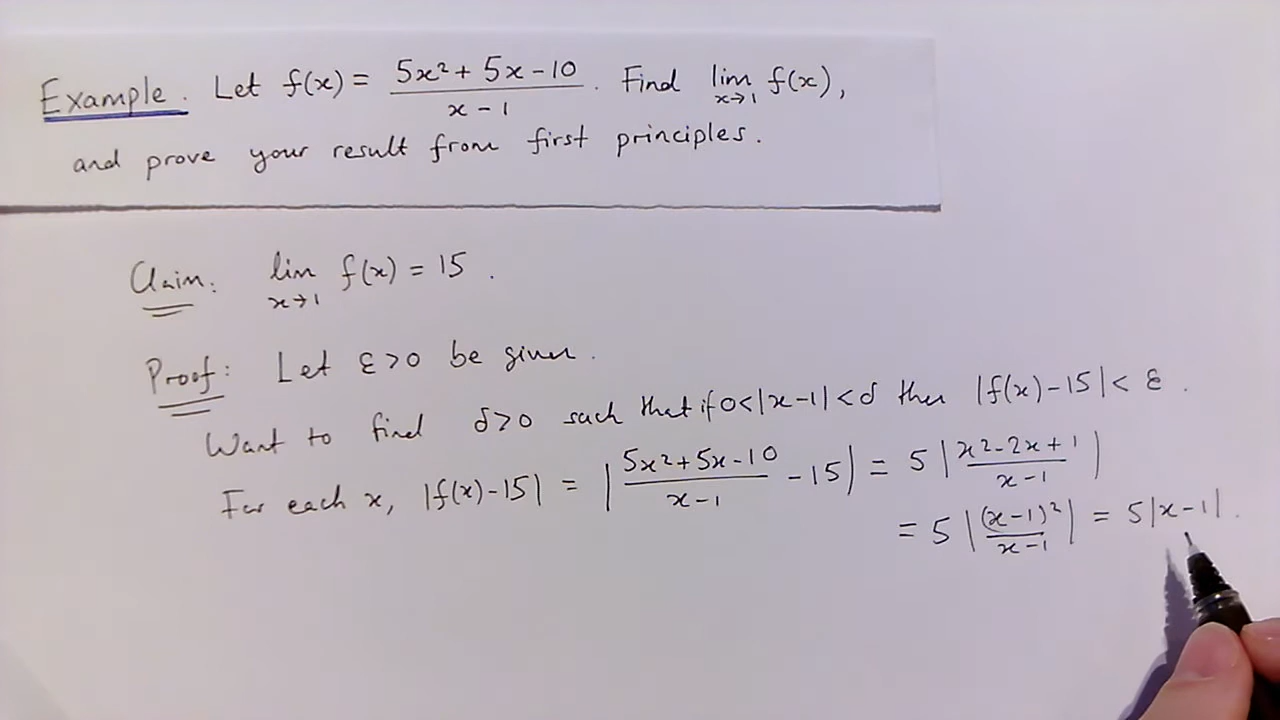 Example. Let f(x) = (5x² + 5x - 10)/(x - 1). Find lim_{x→1} f(x),
and prove your result from first principles.
Claim: lim_{x→1} f(x) = 15.
Proof: Let ε>0 be given.
Want to find δ>0 such that if 0<|x-1|<δ then |f(x)-15|< ε.
For each x, |f(x)-15| = |(5x²+5x-10)/(x-1) - 15| = 5|(x²-2x+1)/(x-1)|
= 5|(x-1)²/(x-1)| = 5|x-1|.